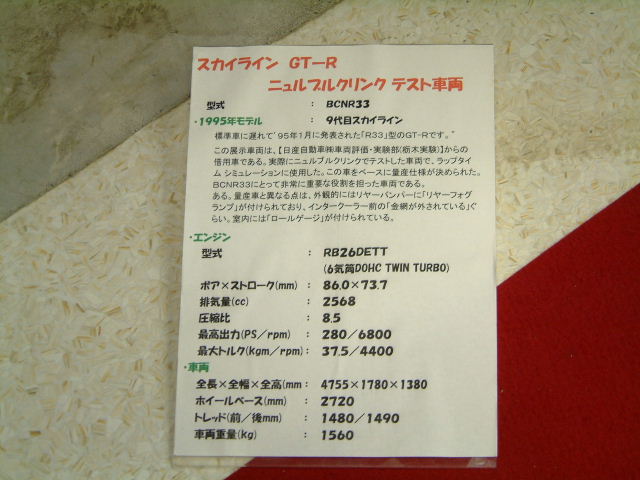 スカイライン GT-R
ニュルブルクリンク テスト車両
型式 : BCNR33
・1995年モデル : 9代目スカイライン
標準車に遅れて'95年1月に発表された「R33」型のGT-Rです。"
この展示車両は、【日産自動車㈱車両評価・実験部(栃木実験)】からの
借用車である。実際にニュルブルクリンクでテストした車両で、ラップタ
イム シミュレーションに使用した。この車をベースに量産仕様が決められた。
BCNR33にとって非常に重要な役割を担った車両である。
ある。量産車と異なる点は、外観的にはリヤーバンパーに「リヤーフォグ
ランプ」が付けられており、インタークーラー前の「金網が外されている」ぐ
らい。室内には「ロールゲージ」が付けられている。
・エンジン
型式 : RB26DETT
(6気筒DOHC TWIN TURBO)
ボア×ストローク(mm) : 86.0×73.7
排気量(cc) : 2568
圧縮比 : 8.5
最高出力(PS/rpm) : 280/6800
最大トルク(kgm/rpm) : 37.5/4400
・車両
全長×全幅×全高(mm : 4755×1780×1380
ホイールベース(mm) : 2720
トレッド(前/後mm) : 1480/1490
車両重量(kg) : 1560